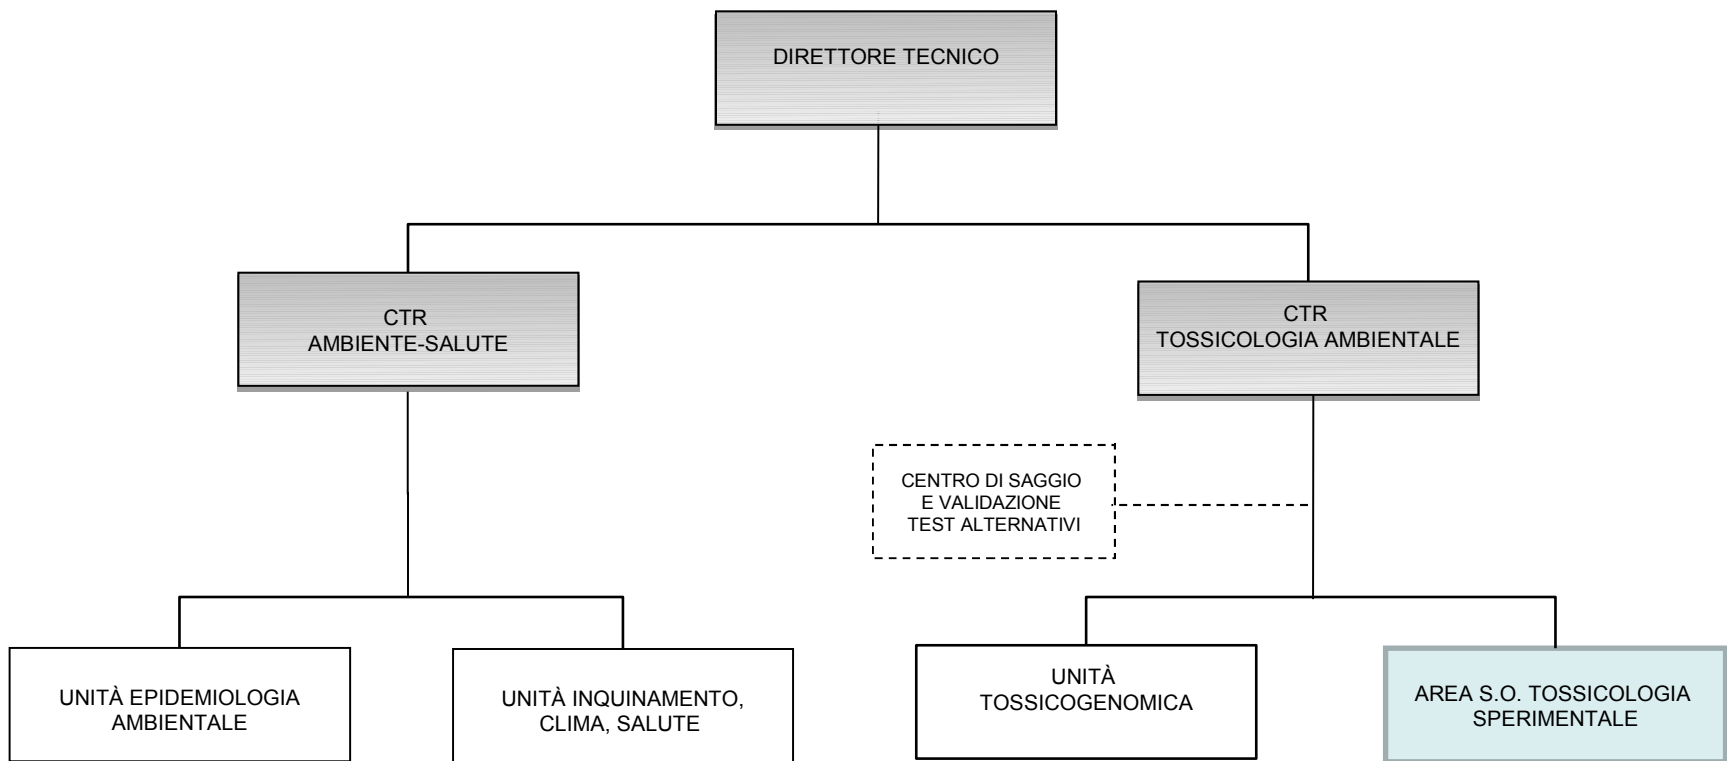 DIRETTORE TECNICO
CTR
AMBIENTE-SALUTE
CTR
TOSSICOLOGIA AMBIENTALE
CENTRO DI SAGGIO
E VALIDAZIONE
TEST ALTERNATIVI
UNITÀ EPIDEMIOLOGIA
AMBIENTALE
UNITÀ INQUINAMENTO,
CLIMA, SALUTE
UNITÀ
TOSSICOGENOMICA
AREA S.O. TOSSICOLOGIA
SPERIMENTALE